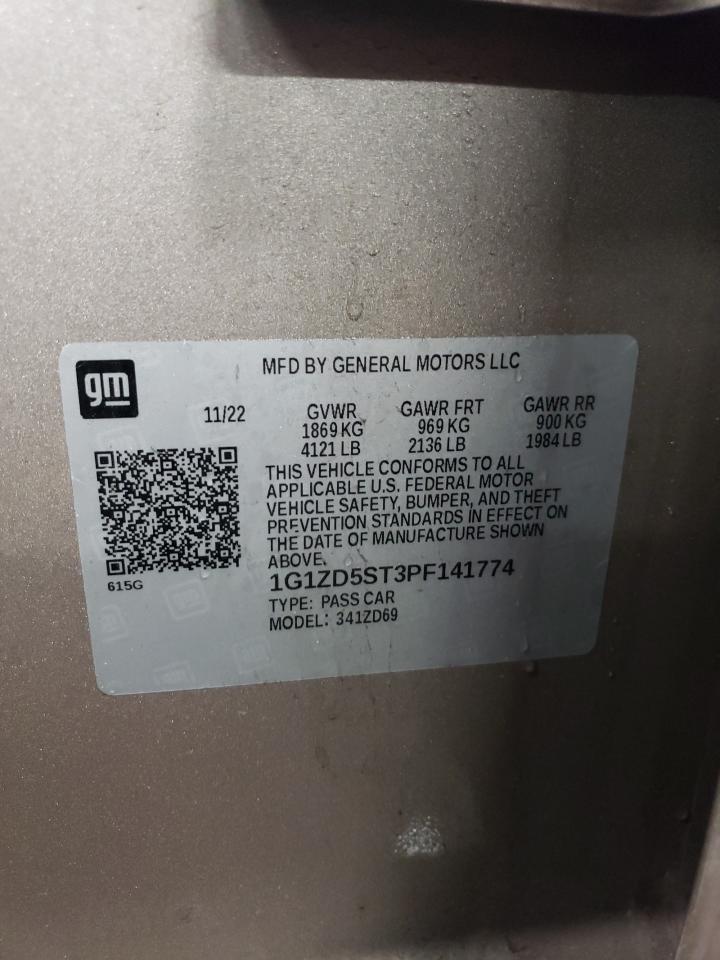 gm
MFD BY GENERAL MOTORS LLC
11/22 GVWR GAWR FRT GAWR RR
1869 KG 969 KG 900 KG
4121 LB 2136 LB 1984 LB
THIS VEHICLE CONFORMS TO ALL
APPLICABLE U.S. FEDERAL MOTOR
VEHICLE SAFETY, BUMPER, AND THEFT
PREVENTION STANDARDS IN EFFECT ON
THE DATE OF MANUFACTURE SHOWN
ABOVE.
615G
1G1ZD5ST3PF141774
TYPE: PASS CAR
MODEL: 341ZD69